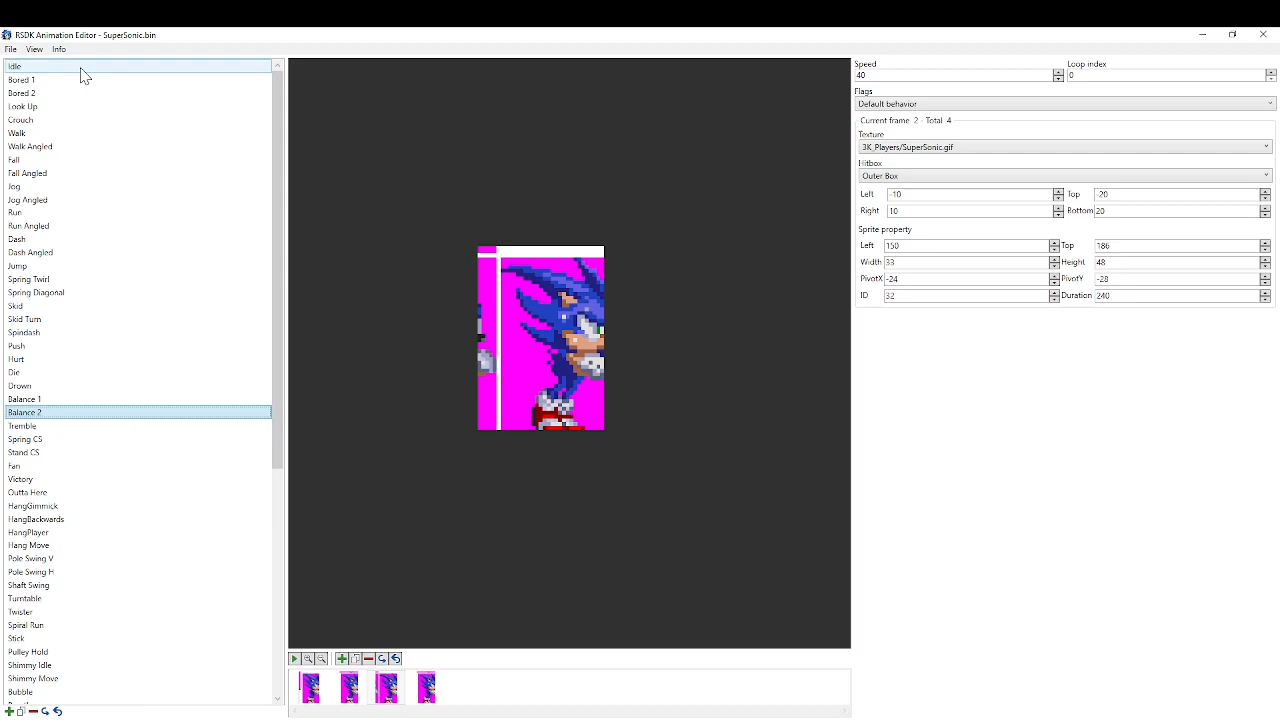 RSDK Animation Editor - SuperSonic.bin
File View Info
Idle
Bored 1
Bored 2
Look Up
Crouch
Walk
Walk Angled
Fall
Fall Angled
Jog
Jog Angled
Run
Run Angled
Dash
Dash Angled
Jump
Spring Twirl
Spring Diagonal
Skid
Skid Turn
Spindash
Push
Hurt
Die
Drown
Balance 1
Balance 2
Tremble
Spring CS
Stand CS
Fan
Victory
Outta Here
HangGimmick
HangBackwards
HangPlayer
Hang Move
Pole Swing V
Pole Swing H
Shaft Swing
Turntable
Twister
Spiral Run
Stick
Pulley Hold
Shimmy Idle
Shimmy Move
Bubble
Speed Loop index
40 0
Flags
Default behavior
Current frame 2 - Total 4
Texture
3K_Players/SuperSonic.gif
Hitbox
Outer Box
Left -10 Top -20
Right 10 Bottom 20
Sprite property
Left 150 Top 186
Width 33 Height 48
PivotX -24 PivotY -28
ID 32 Duration 240